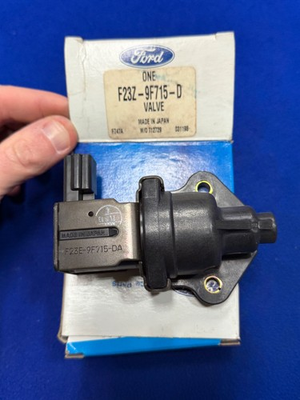 Ford
ONE
F23Z-9F715-D
VALVE
MADE IN JAPAN
MADE IN JAPAN
F23E-9F715-DA